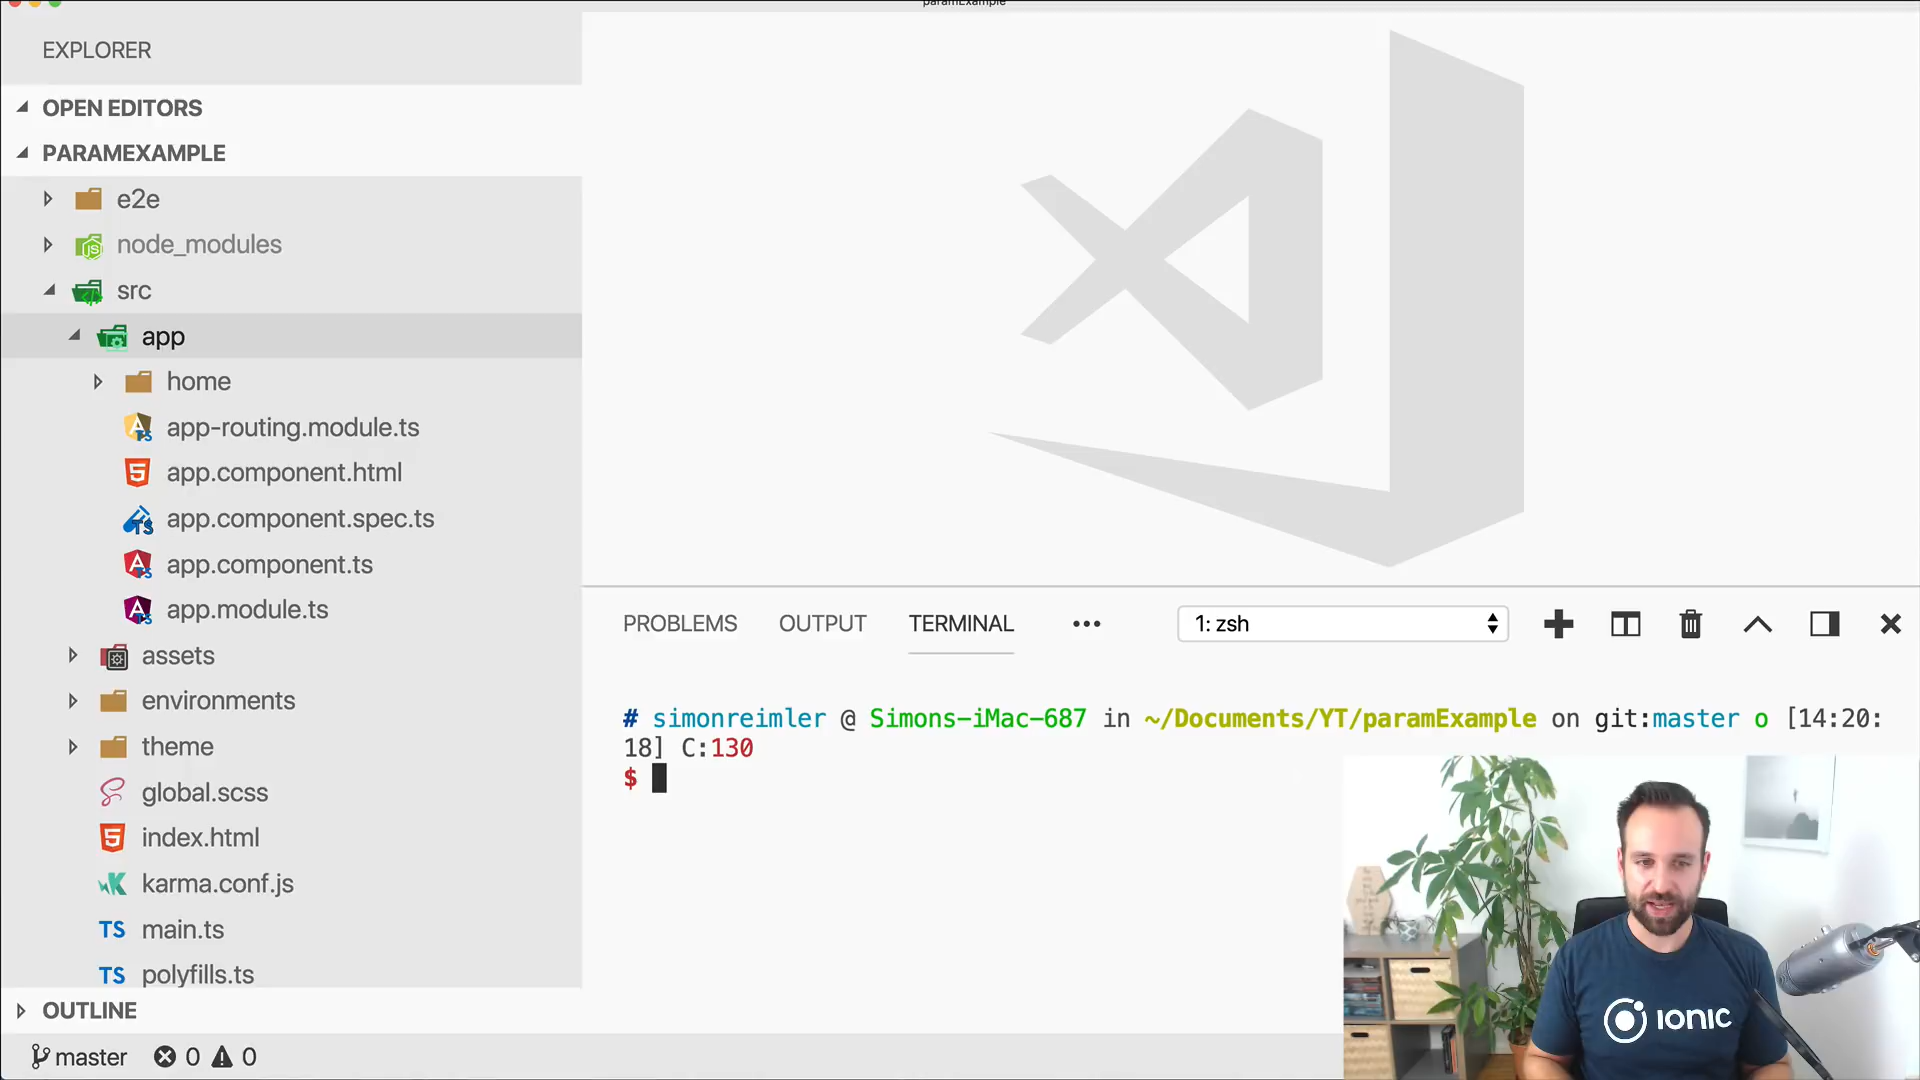 paramExample
EXPLORER
OPEN EDITORS
PARAMEXAMPLE
e2e
node_modules
src
app
home
app-routing.module.ts
app.component.html
app.component.spec.ts
app.component.ts
app.module.ts
assets
environments
theme
global.scss
index.html
karma.conf.js
TS main.ts
TS polyfills.ts
OUTLINE
master 0 0
PROBLEMS OUTPUT TERMINAL ••• 1: zsh
# simonreimler @ Simons-iMac-687 in ~/Documents/YT/paramExample on git:master o [14:20:
18] C:130
$
IONIC